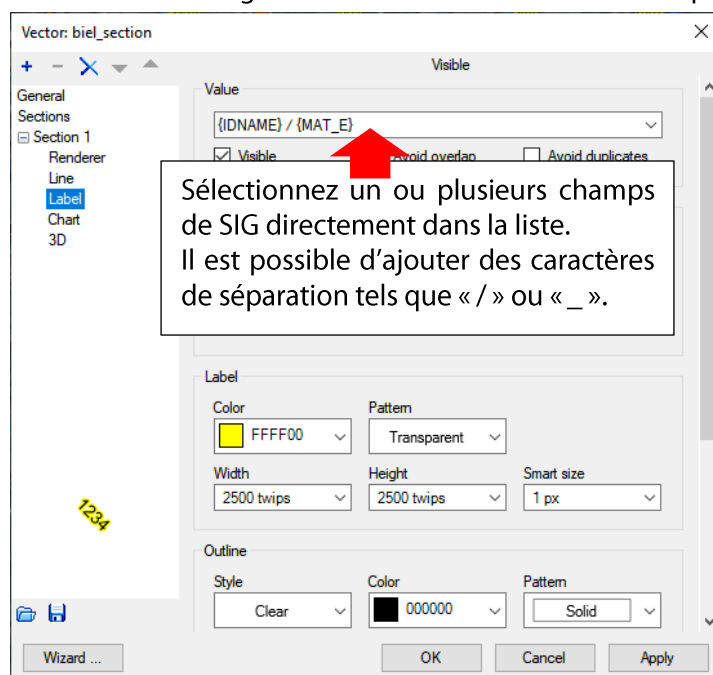 Vector: biel_section
Visible
General
Sections
Section 1
Renderer
Line
Label
Chart
3D
1234
Value
{IDNAME} / {MAT_E}
Visible Avoid overlap Avoid duplicates
Sélectionnez un ou plusieurs champs
de SIG directement dans la liste.
Il est possible d'ajouter des caractères
de séparation tels que « / » ou « _ ».
Label
Color Pattern
FFFF00 Transparent
Width Height Smart size
2500 twips 2500 twips 1 px
Outline
Style Color Pattern
Clear 000000 Solid
Wizard ... OK Cancel Apply